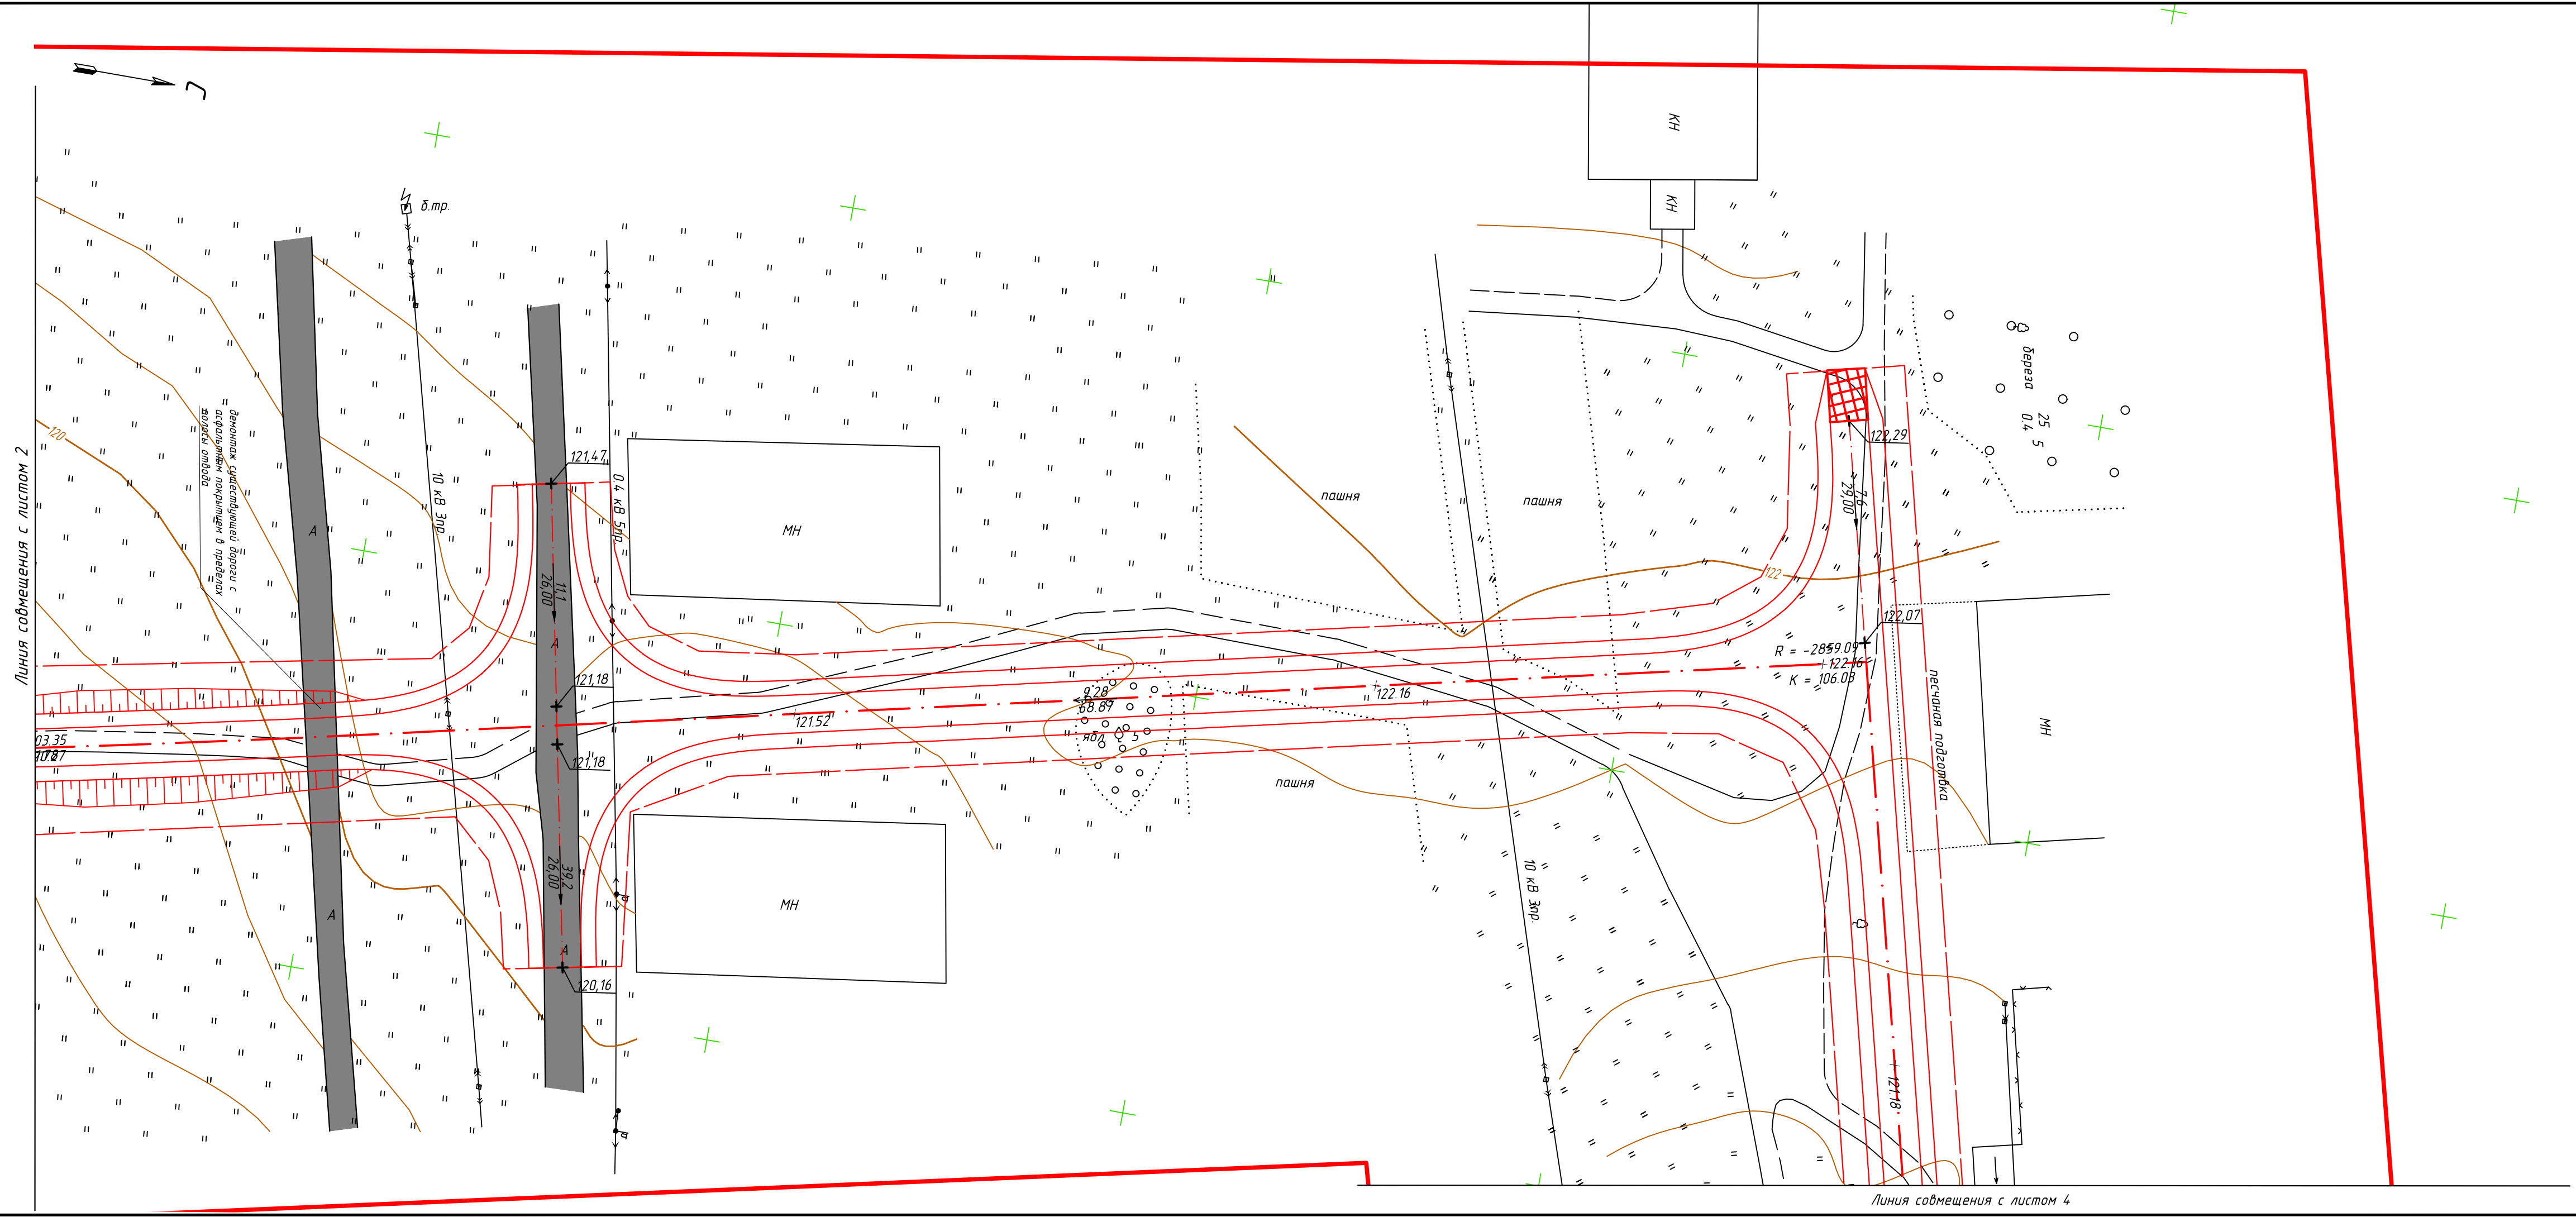 С
Линия совмещения с листом 2
120
демонтаж существующей дороги с
асфальтным покрытием в пределах
полосы отвода
А
А
б.тр.
10 кВ 3пр.
121,47
0.4 кВ 5пр.
11,1
26,00
А
121,18
121,18
39,2
26,00
А
120,16
03.35
МН
МН
121.52
9.28
68.87
ябл.
5
пашня
пашня
пашня
122.16
10 кВ 3пр.
КН
КН
береза
25
0.4
5
122,29
7,6
29,00
122
122,07
R = -2859.09
122.16
К = 106.03
песчаная подготовка
МН
121.18
Линия совмещения с листом 4